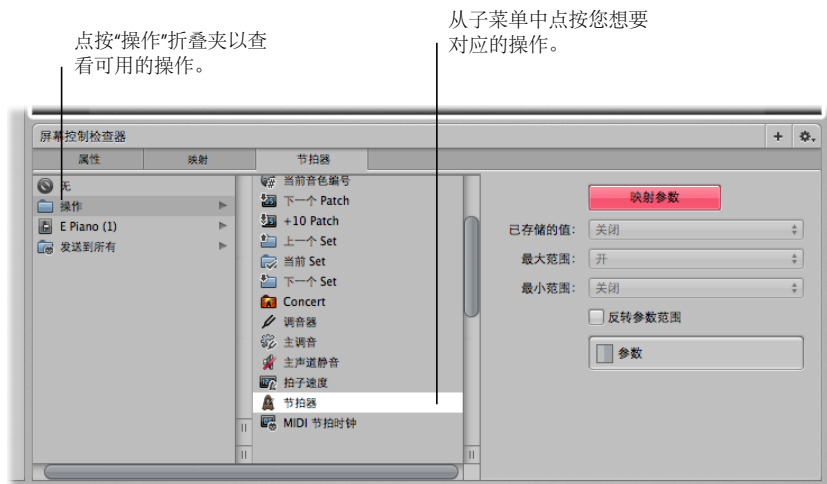 从子菜单中点按您想要
对应的操作。
点按“操作”折叠夹以查
看可用的操作。
屏幕控制检查器
属性
映射
节拍器
无
操作
E Piano (1)
发送到所有
当前音色编号
下一个 Patch
+10 Patch
上一个 Set
当前 Set
下一个 Set
Concert
调音器
主调音
主声道静音
拍子速度
节拍器
MIDI 节拍时钟
映射参数
已存储的值: 关闭
最大范围: 开
最小范围: 关闭
反转参数范围
参数